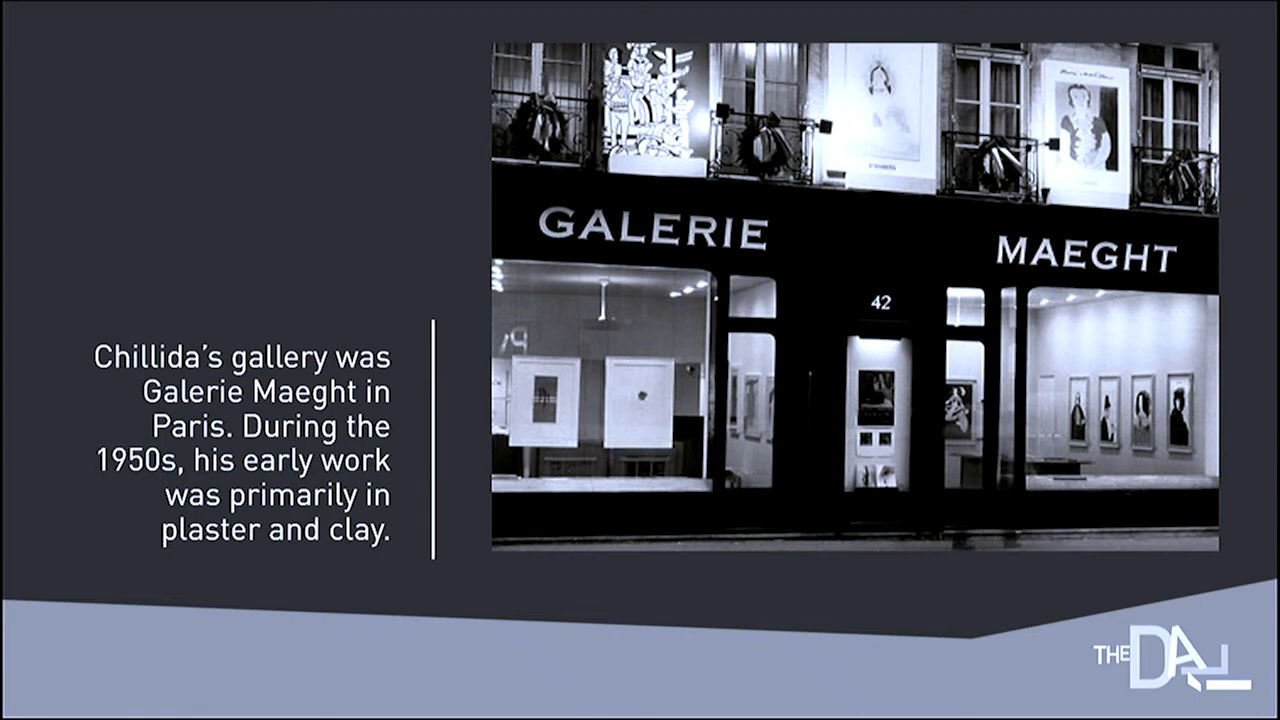 Chillida's gallery was
Galerie Maeght in
Paris. During the
1950s, his early work
was primarily in
plaster and clay.
GALERIE
MAEGHT
42
THE DALÍ